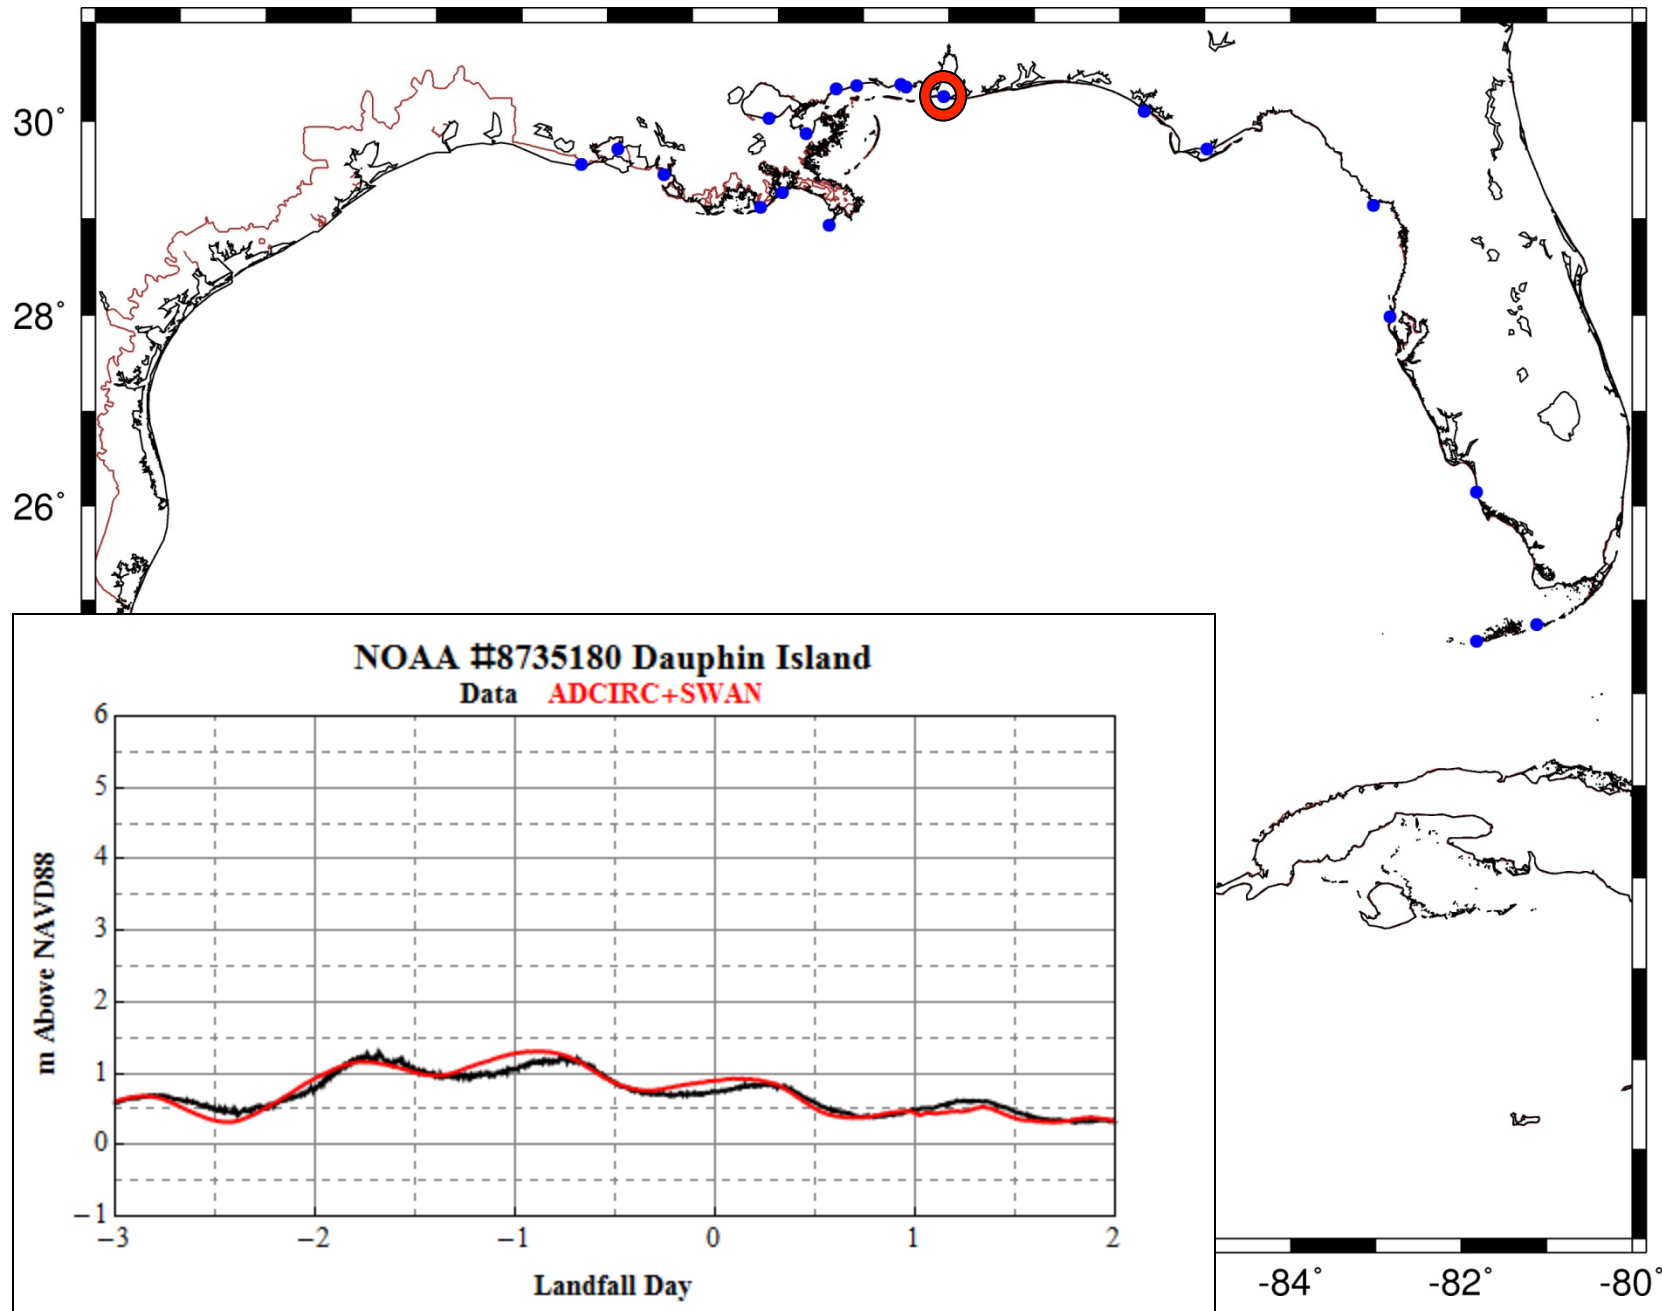 30°
28°
26°
NOAA #8735180 Dauphin Island
Data ADCIRC+SWAN
6
5
4
3
2
1
0
−1
m Above NAVD88
−3 −2 −1 0 1 2
Landfall Day
-84° -82° -80°